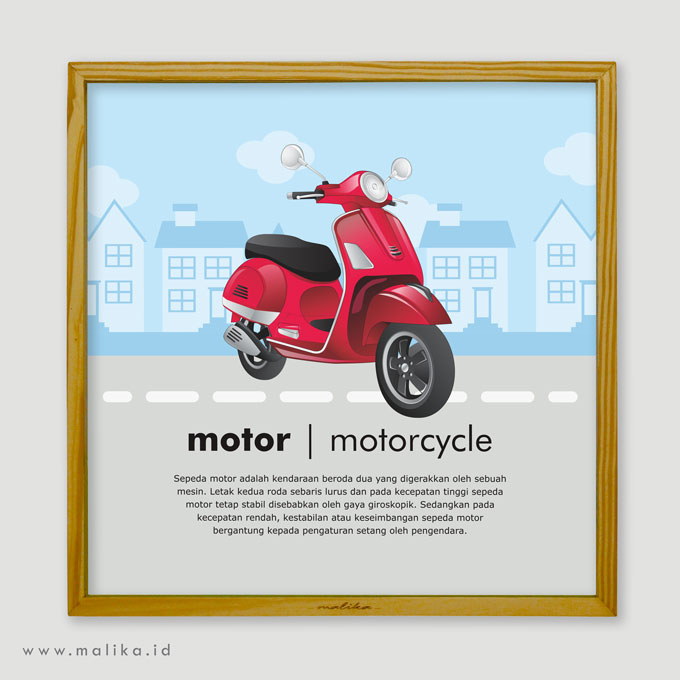 motor | motorcycle
Sepeda motor adalah kendaraan beroda dua yang digerakkan oleh sebuah
mesin. Letak kedua roda sebaris lurus dan pada kecepatan tinggi sepeda
motor tetap stabil disebabkan oleh gaya giroskopik. Sedangkan pada
kecepatan rendah, kestabilan atau keseimbangan sepeda motor
bergantung kepada pengaturan setang oleh pengendara.
malika
www.malika.id